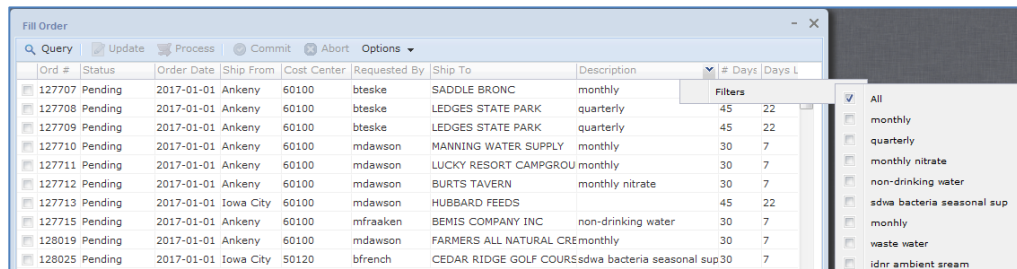 Fill Order
Query Update Process Commit Abort Options
Ord # Status Order Date Ship From Cost Center Requested By Ship To Description # Days Days L
127707 Pending 2017-01-01 Ankeny 60100 bteske SADDLE BRONC monthly
Filters
All
127708 Pending 2017-01-01 Ankeny 60100 bteske LEDGES STATE PARK quarterly 45 22
monthly
127709 Pending 2017-01-01 Ankeny 60100 bteske LEDGES STATE PARK quarterly 45 22
quarterly
127710 Pending 2017-01-01 Ankeny 60100 mdawson MANNING WATER SUPPLY monthly 30 7
monthly nitrate
127711 Pending 2017-01-01 Ankeny 60100 mdawson LUCKY RESORT CAMPGROU monthly 30 7
non-drinking water
127712 Pending 2017-01-01 Ankeny 60100 mdawson BURTS TAVERN monthly nitrate 30 7
127713 Pending 2017-01-01 Iowa City 60100 mdawson HUBBARD FEEDS 45 22
sdwa bacteria seasonal sup
127715 Pending 2017-01-01 Ankeny 60100 mfraaken BEMIS COMPANY INC non-drinking water 30 7
monhly
128019 Pending 2017-01-01 Ankeny 60100 mdawson FARMERS ALL NATURAL CRE monthly 30 7
waste water
128025 Pending 2017-01-01 Iowa City 50120 bfrench CEDAR RIDGE GOLF COURS sdwa bacteria seasonal sup 30 7
idnr ambient sream